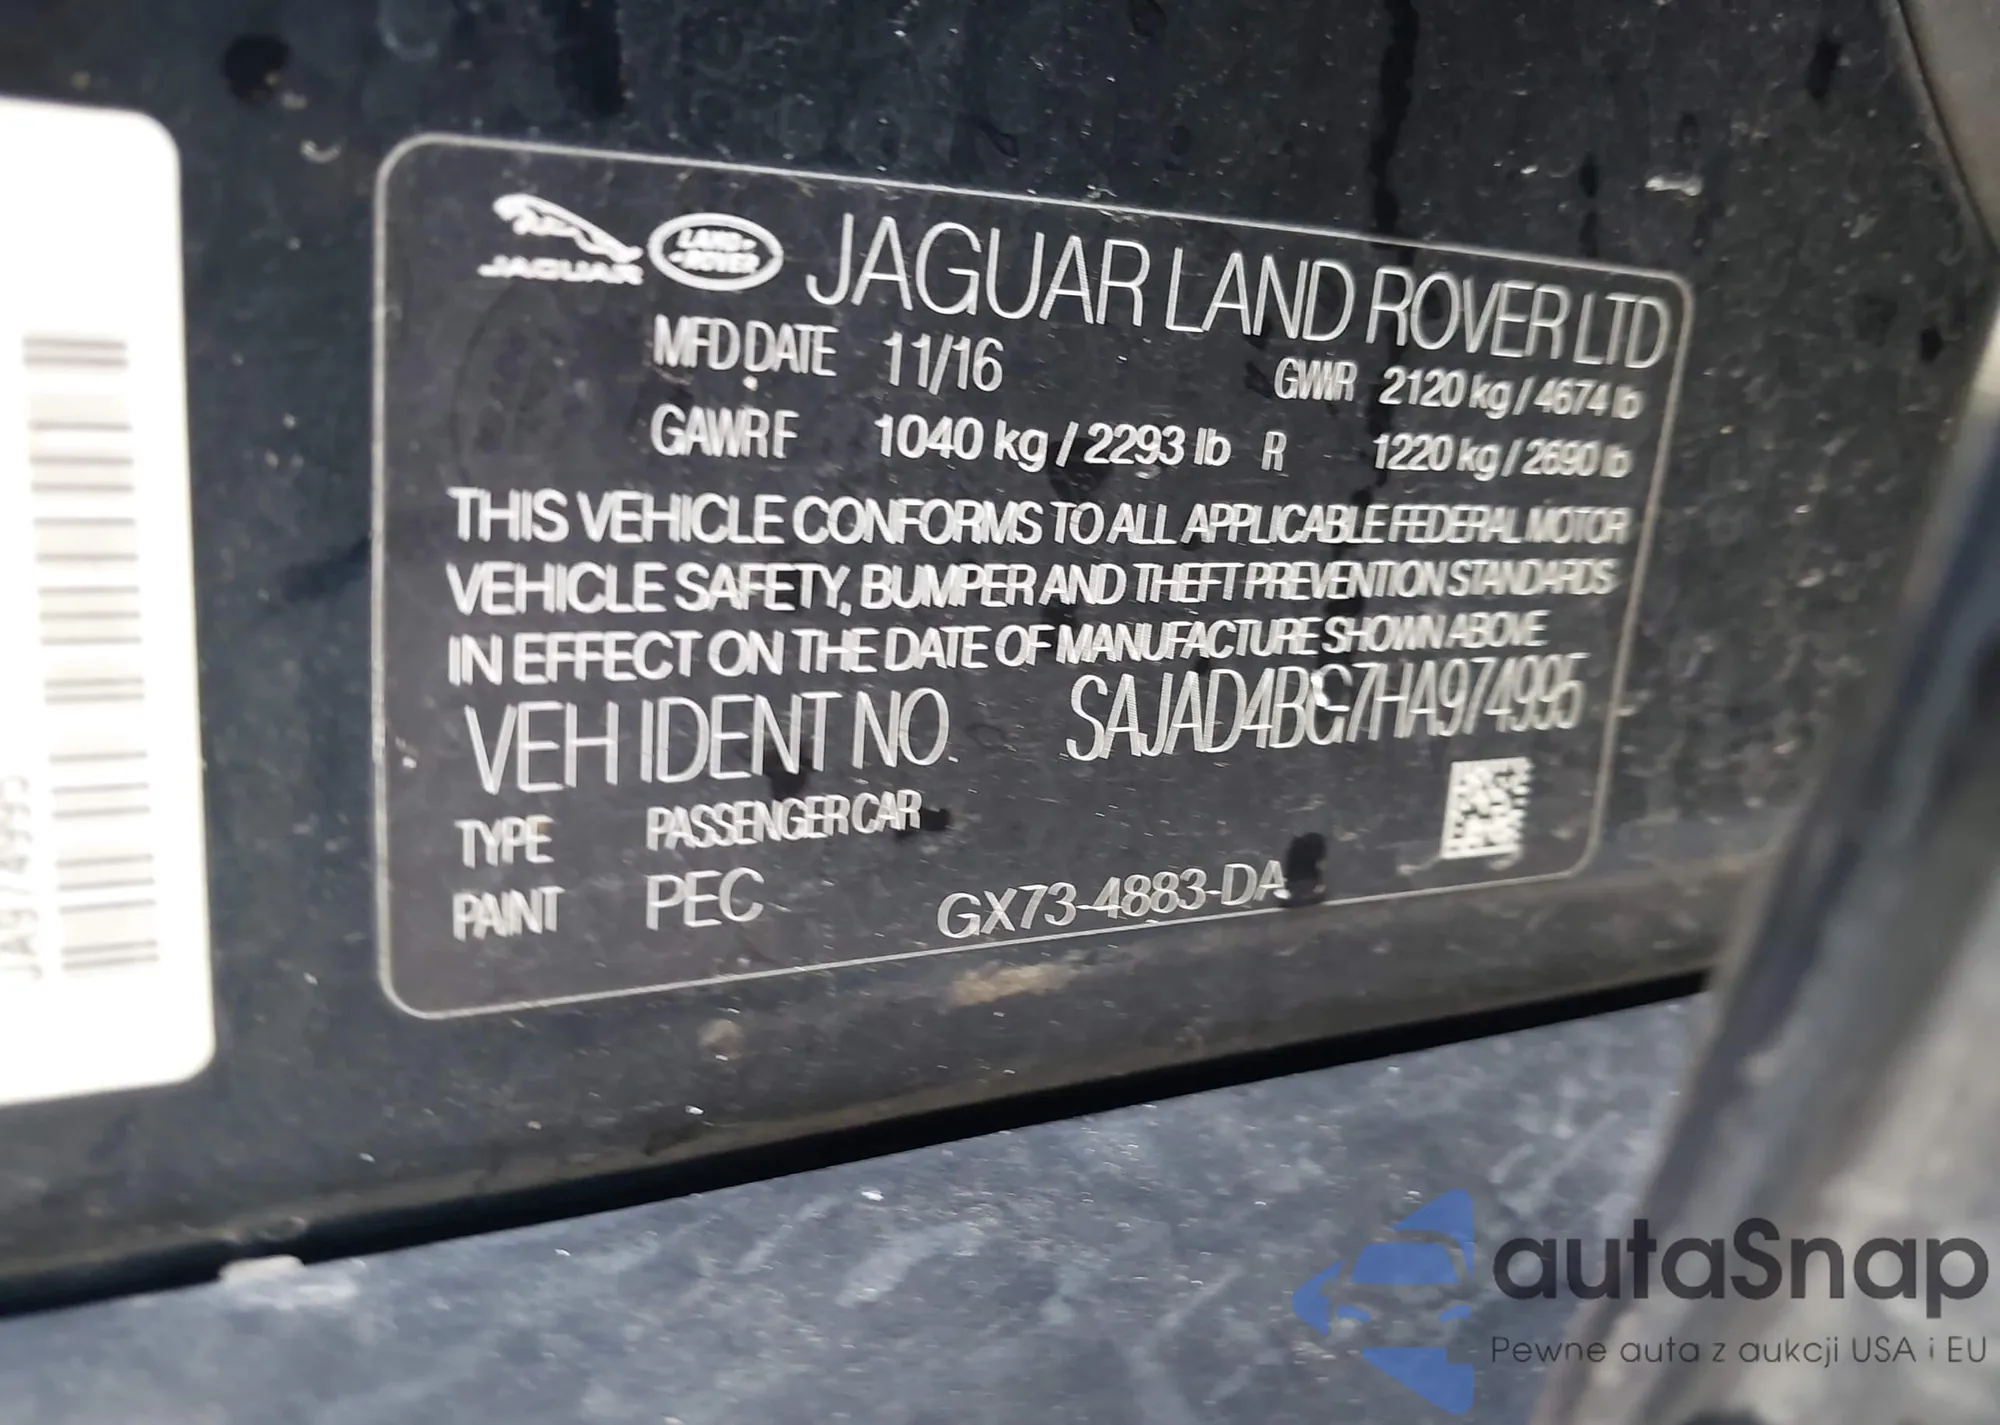 JAGUAR LAND ROVER JAGUAR LAND ROVER LTD
MFD DATE 11/16 GVWR 2120 kg / 4674 lb
GAWR F 1040 kg / 2293 lb R 1220 kg / 2690 lb
THIS VEHICLE CONFORMS TO ALL APPLICABLE FEDERAL MOTOR
VEHICLE SAFETY, BUMPER AND THEFT PREVENTION STANDARDS
IN EFFECT ON THE DATE OF MANUFACTURE SHOWN ABOVE
VEH IDENT NO. SAJAD4BG7HA974995
TYPE PASSENGER CAR
PAINT PEC GX73-4883-DA
JA974995
autaSnap
Pewne auta z aukcji USA i EU